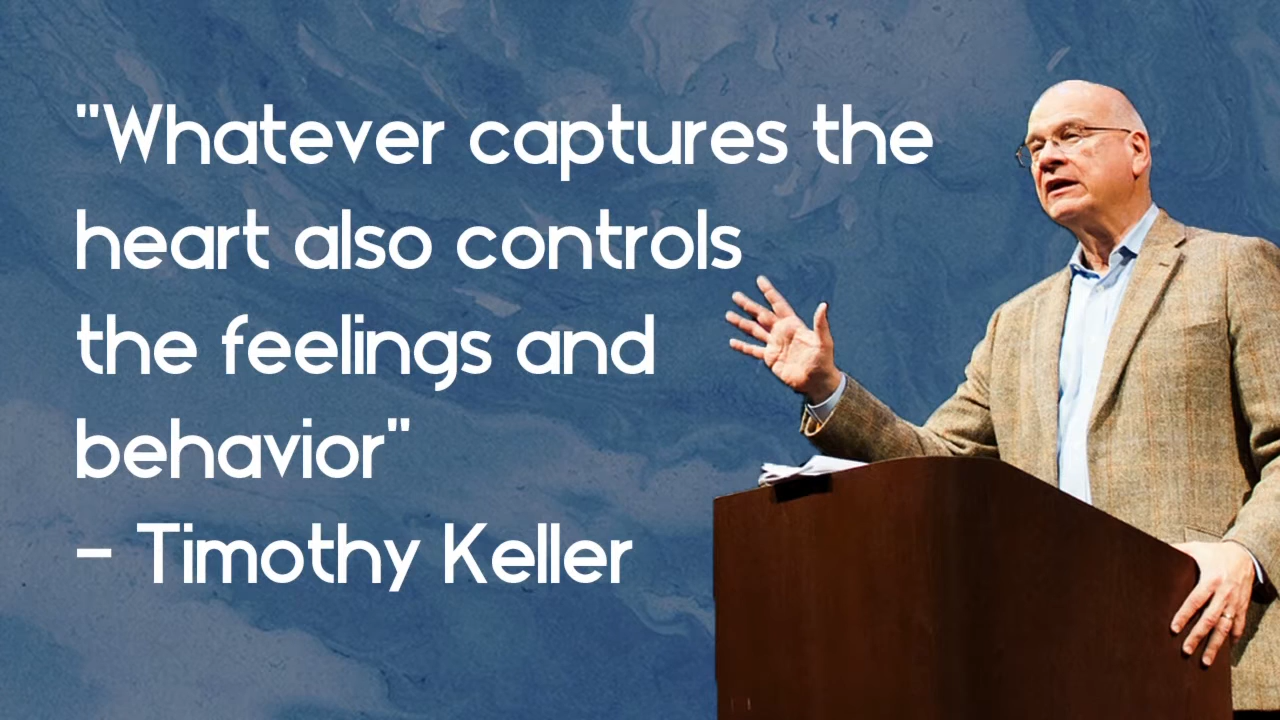 "Whatever captures the
heart also controls
the feelings and
behavior"
- Timothy Keller